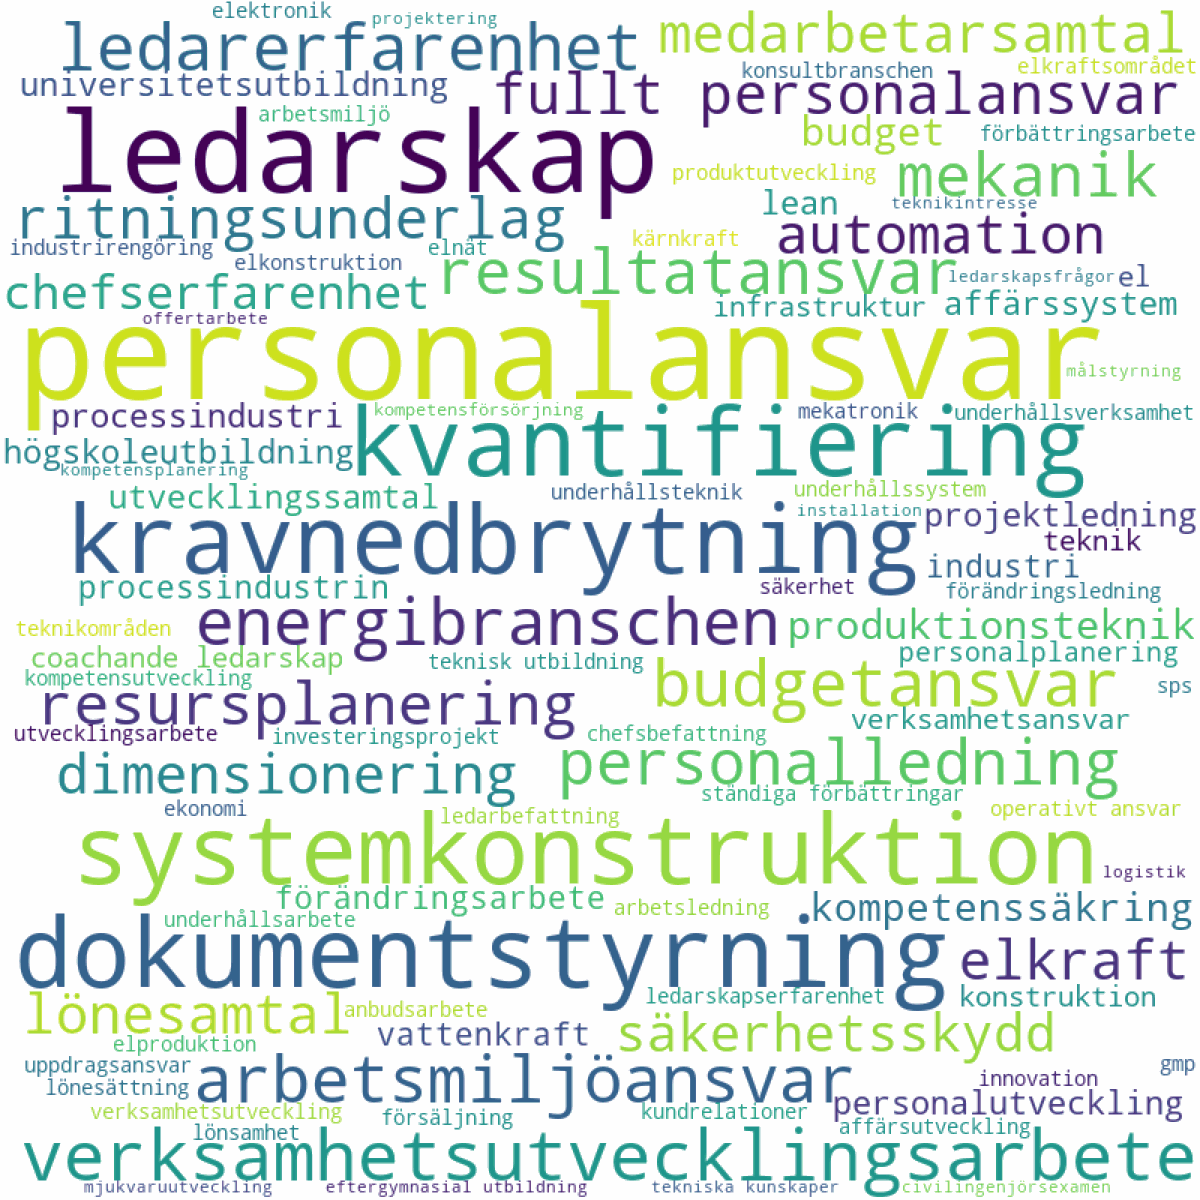 elektronik
projektering
ledarerfarenhet
medarbetarsamtal
universitetsutbildning
fullt personalansvar
konsultbranschen
elkraftsområdet
arbetsmiljö
ledarskap
budget
förbättringsarbete
produktutveckling
mekanik
ritningsunderlag
lean
teknikintresse
industrirengöring
elnät
kärnkraft
automation
elkonstruktion
resultatansvar
ledarskapsfrågor
el
chefserfarenhet
infrastruktur
affärssystem
offertarbete
personalansvar
målstyrning
processindustri
kompetensförsörjning
mekatronik
underhållsverksamhet
högskoleutbildning
kvantifiering
kompetensplanering
utvecklingssamtal
underhållsteknik
underhållssystem
kravnedbrytning
installation
projektledning
teknik
processindustrin
säkerhet
industri
förändringsledning
teknikområden
energibranschen
produktionsteknik
coachande ledarskap
teknisk utbildning
personalplanering
kompetensutveckling
budgetansvar
sps
resursplanering
verksamhetsansvar
utvecklingsarbete
investeringsprojekt
chefsbefattning
dimensionering
personalledning
ständiga förbättringar
ekonomi
ledarbefattning
operativt ansvar
systemkonstruktion
logistik
förändringsarbete
arbetsledning
kompetenssäkring
underhållsarbete
dokumentstyrning
elkraft
ledarskapserfarenhet
konstruktion
lönesamtal
anbudsarbete
vattenkraft
säkerhetsskydd
elproduktion
uppdragsansvar
arbetsmiljöansvar
gmp
lönesättning
innovation
verksamhetsutveckling
försäljning
kundrelationer
personalutveckling
lönsamhet
affärsutveckling
verksamhetsutvecklingsarbete
mjukvaruutveckling
eftergymnasial utbildning
tekniska kunskaper
civilingenjörsexamen